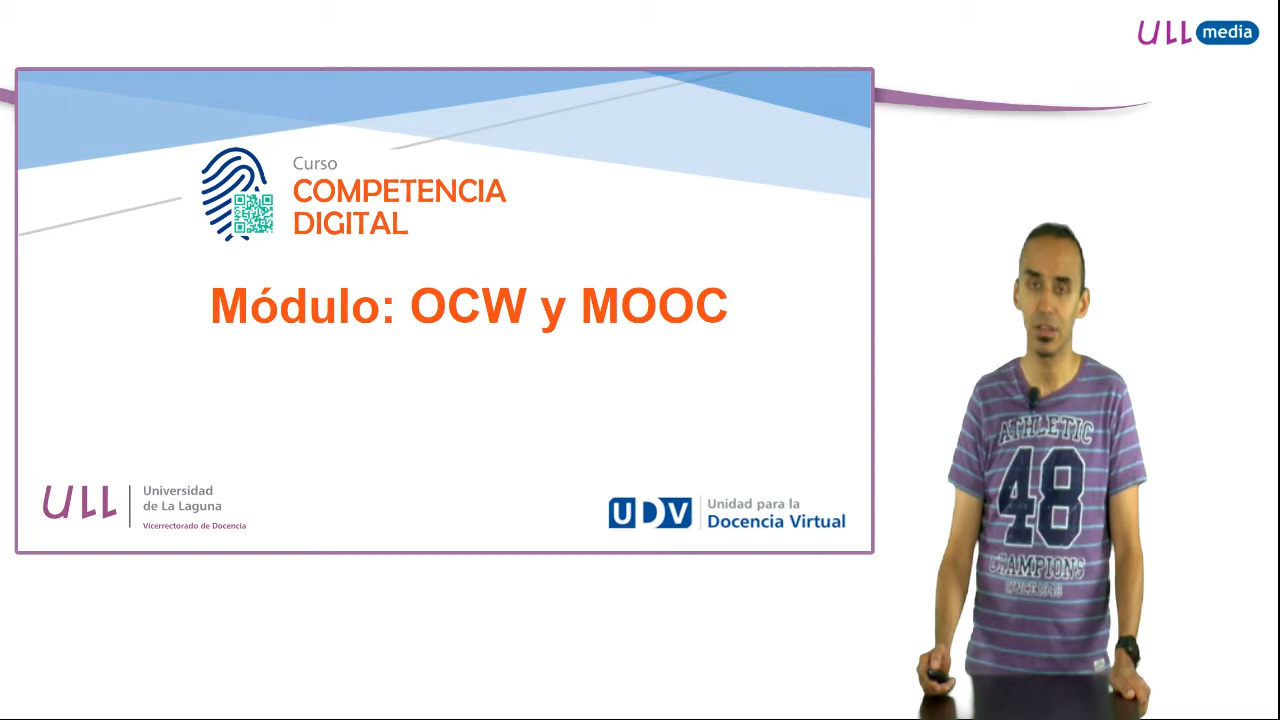 ULL media
Curso
COMPETENCIA
DIGITAL
Módulo: OCW y MOOC
ULL
Universidad
de La Laguna
Vicerrectorado de Docencia
UDV
Unidad para la
Docencia Virtual
ATHLETIC
48
CHAMPIONS